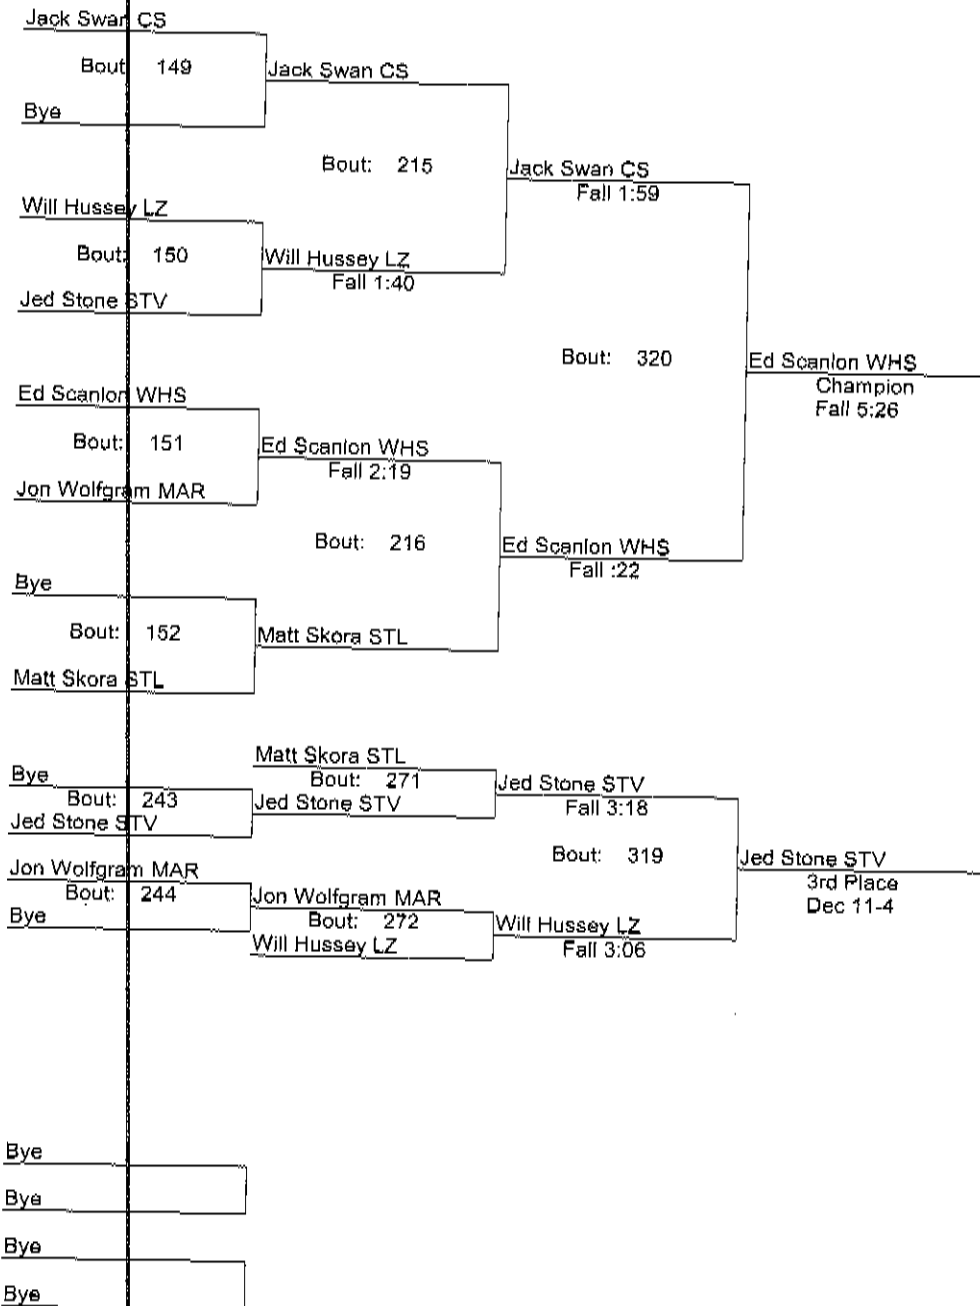 Jack Swan CS
Bout 149
Jack Swan CS
Bye
Bout: 215
Jack Swan CS
Fall 1:59
Will Hussey LZ
Bout: 150
Will Hussey LZ
Fall 1:40
Jed Stone STV
Bout: 320
Ed Scanlon WHS
Champion
Fall 5:26
Ed Scanlon WHS
Bout: 151
Ed Scanlon WHS
Fall 2:19
Jon Wolfgram MAR
Bout: 216
Ed Scanlon WHS
Fall :22
Bye
Bout: 152
Matt Skora STL
Matt Skora STL
Matt Skora STL
Bye
Bout: 271
Jed Stone STV
Bout: 243
Jed Stone STV
Fall 3:18
Jed Stone STV
Bout: 319
Jed Stone STV
3rd Place
Dec 11-4
Jon Wolfgram MAR
Bout: 244
Jon Wolfgram MAR
Bye
Bout: 272
Will Hussey LZ
Fall 3:06
Will Hussey LZ
Bye
Bye
Bye
Bye